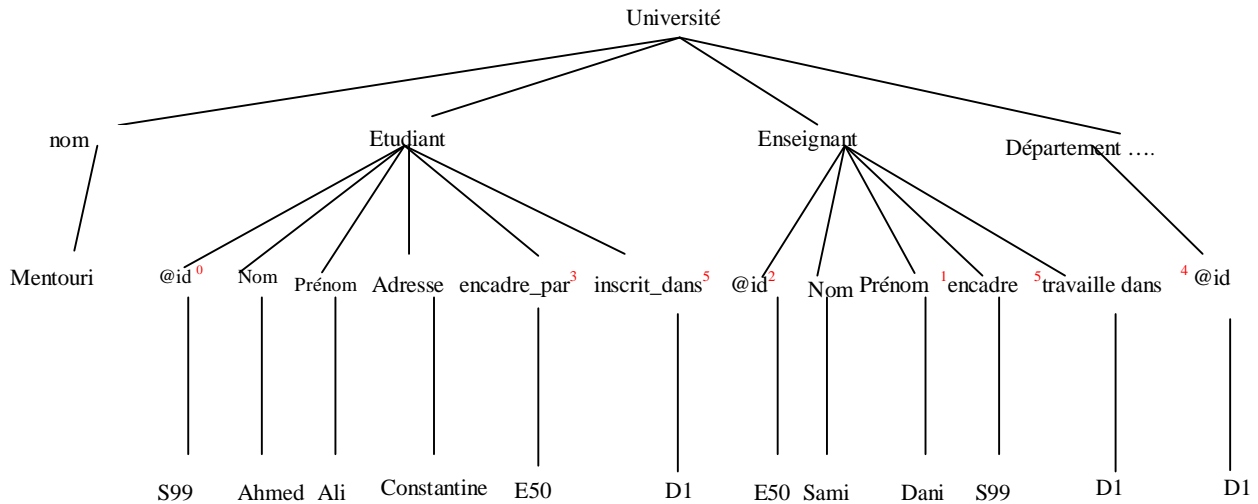 Université
nom Etudiant Enseignant Département ….
Mentouri @id 0 Nom Prénom Adresse encadre_par 3 inscrit_dans 5 @id 2 Nom Prénom 1 encadre 5 travaille dans 4 @id
S99 Ahmed Ali Constantine E50 D1 E50 Sami Dani S99 D1 D1